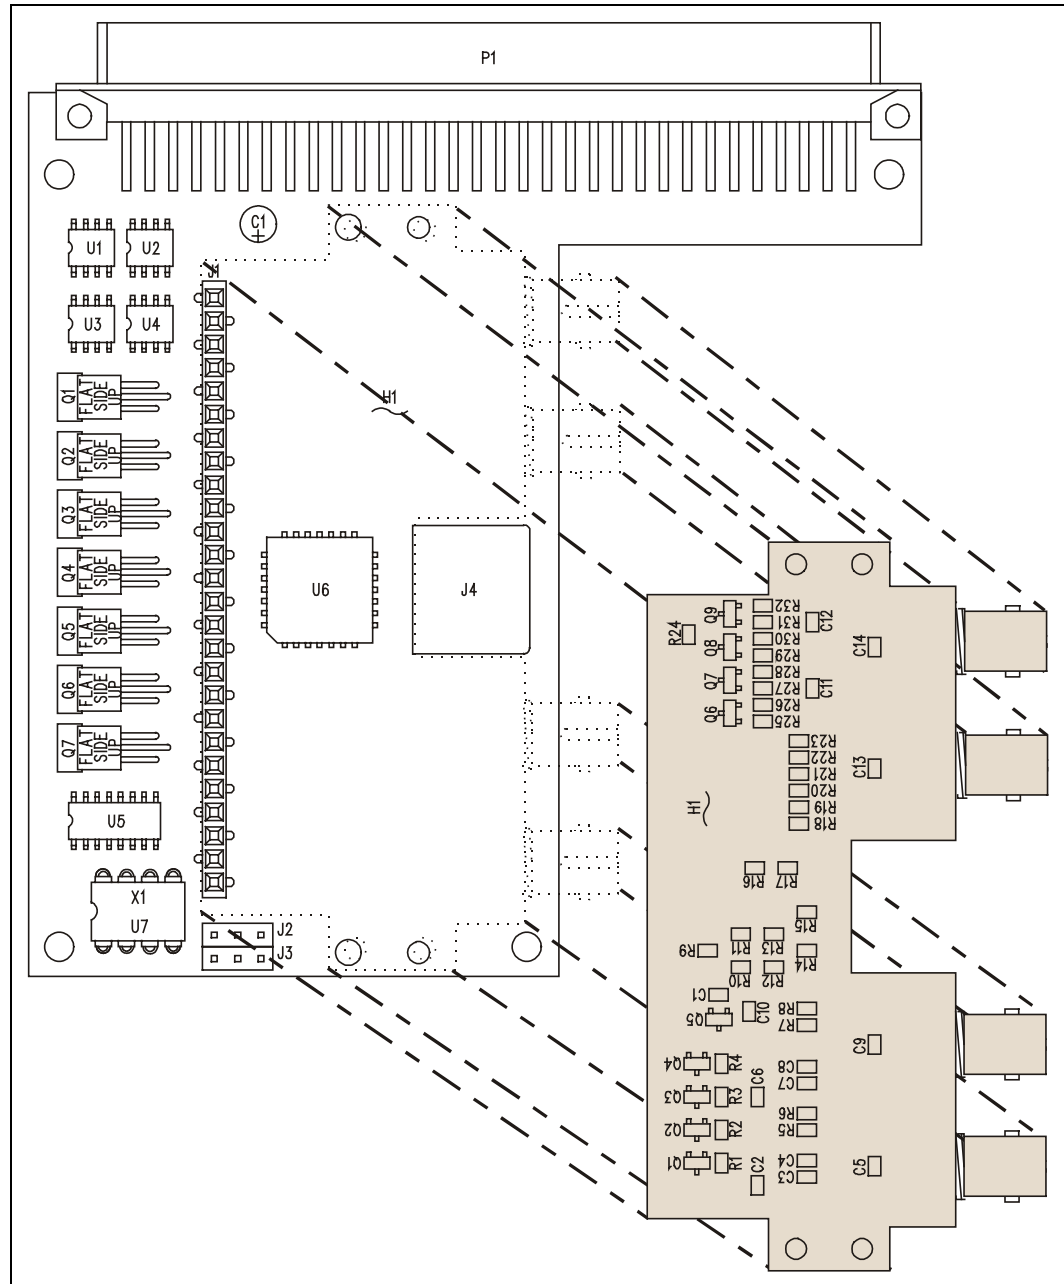 P1
C1
U1
U2
J1
U3
U4
Q1
FLAT
SIDE
UP
H1
Q2
FLAT
SIDE
UP
Q3
FLAT
SIDE
UP
Q4
FLAT
SIDE
UP
U6
J4
Q5
FLAT
SIDE
UP
Q6
FLAT
SIDE
UP
Q7
FLAT
SIDE
UP
U5
X1
U7
J2
J3
R24
Q9
Q8
Q7
Q6
R32
R31
R30
R29
R28
R27
R26
R25
C12
C11
C14
C13
R23
R22
R21
R20
R19
R18
H1
R16
R17
R15
R9
R11
R13
R14
R10
R12
C1
Q5
C10
R8
R7
C9
Q4
R4
C8
C7
Q3
R3
C6
R6
R5
Q2
R2
Q1
R1
C2
C4
C3
C5